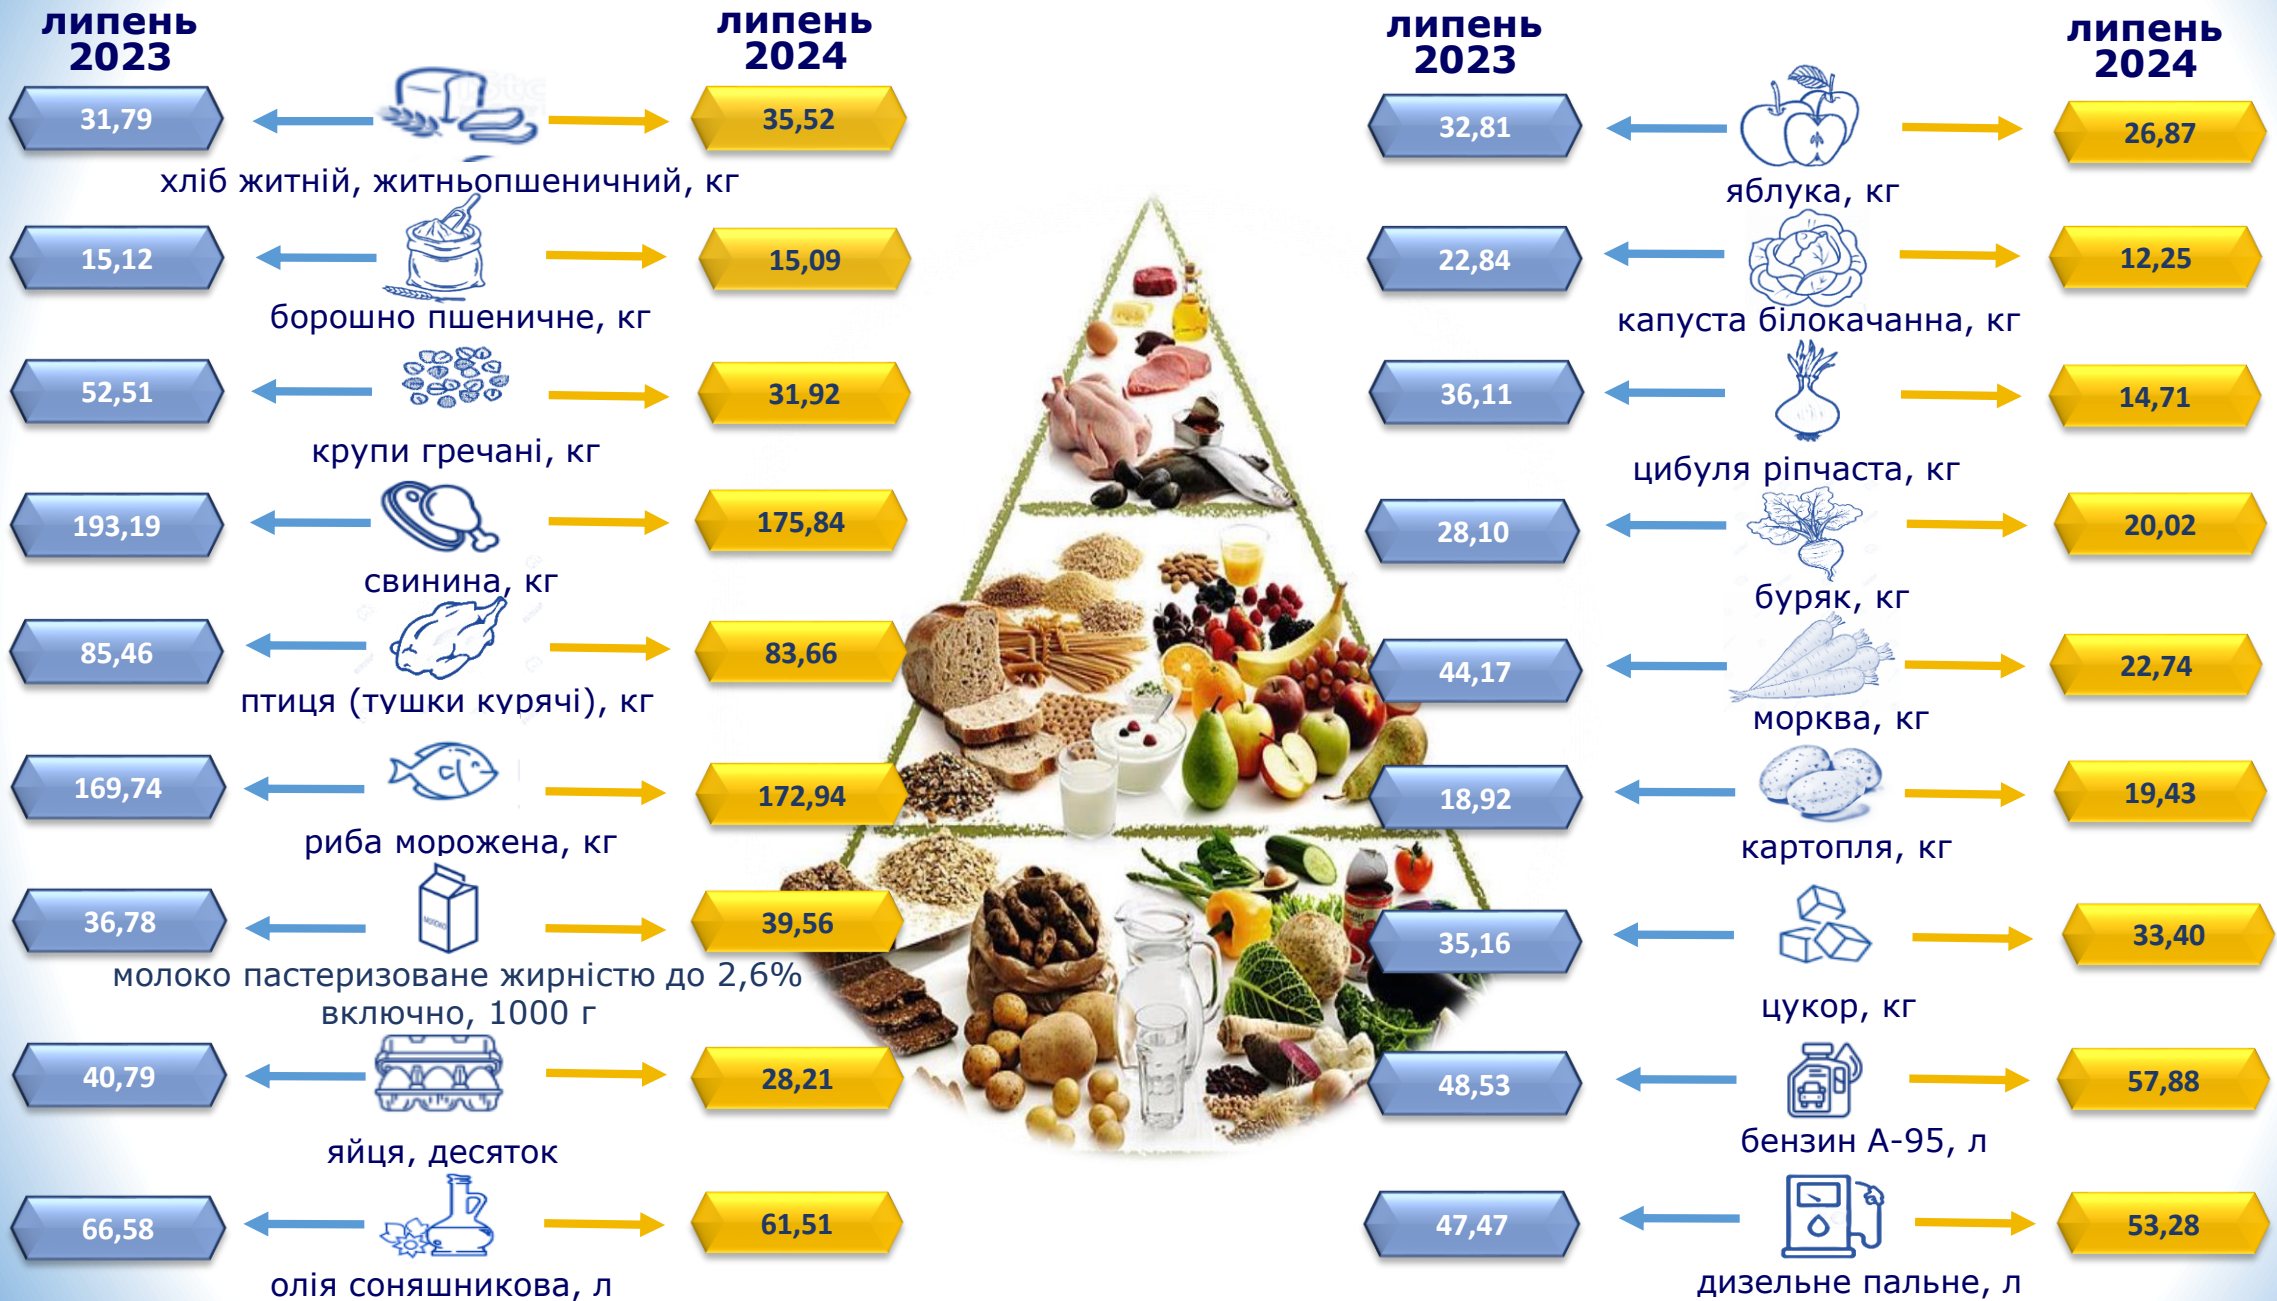 липень
2023
липень
2024
31,79
35,52
хліб житній, житньопшеничний, кг
15,12
15,09
борошно пшеничне, кг
52,51
31,92
крупи гречані, кг
193,19
175,84
свинина, кг
85,46
83,66
птиця (тушки курячі), кг
169,74
172,94
риба морожена, кг
МОЛОКО
36,78
39,56
молоко пастеризоване жирністю до 2,6%
включно, 1000 г
40,79
28,21
яйця, десяток
66,58
61,51
олія соняшникова, л
липень
2023
липень
2024
32,81
26,87
яблука, кг
22,84
12,25
капуста білокачанна, кг
36,11
14,71
цибуля ріпчаста, кг
28,10
20,02
буряк, кг
44,17
22,74
морква, кг
18,92
19,43
картопля, кг
35,16
33,40
цукор, кг
48,53
57,88
бензин А-95, л
47,47
53,28
дизельне пальне, л